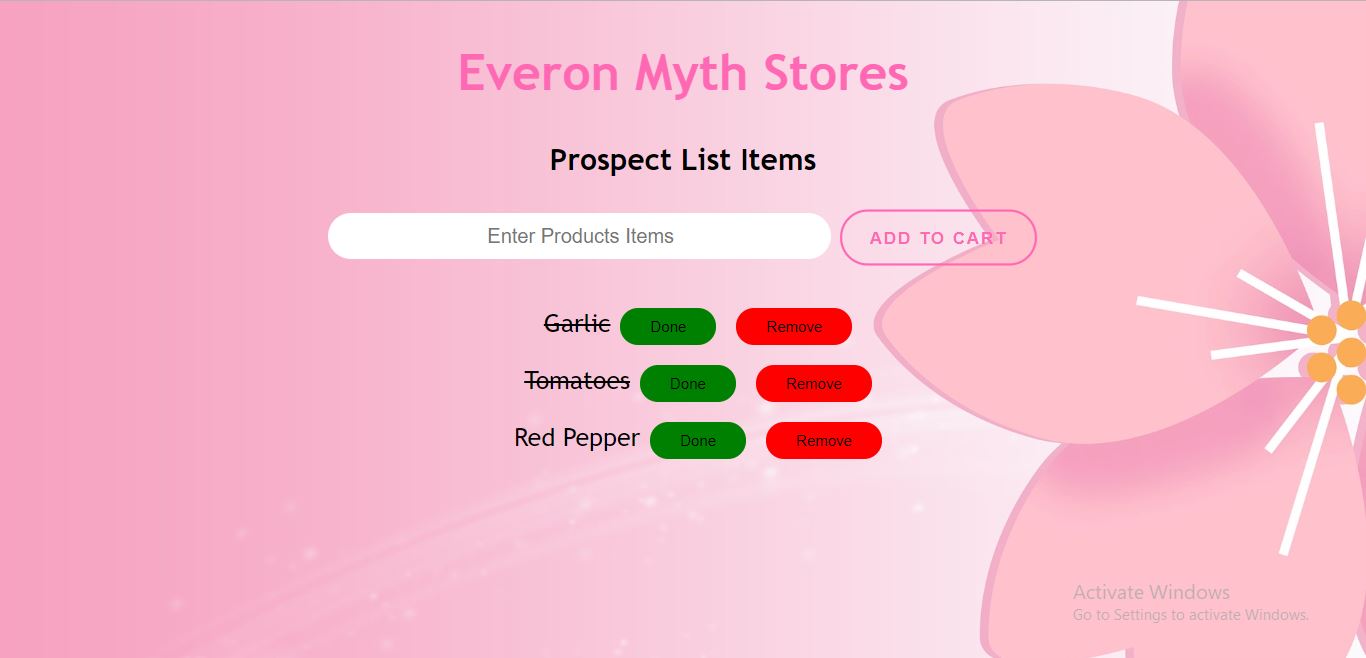 Everon Myth Stores
Prospect List Items
Enter Products Items ADD TO CART
Garlic Done Remove
Tomatoes Done Remove
Red Pepper Done Remove
Activate Windows
Go to Settings to activate Windows.